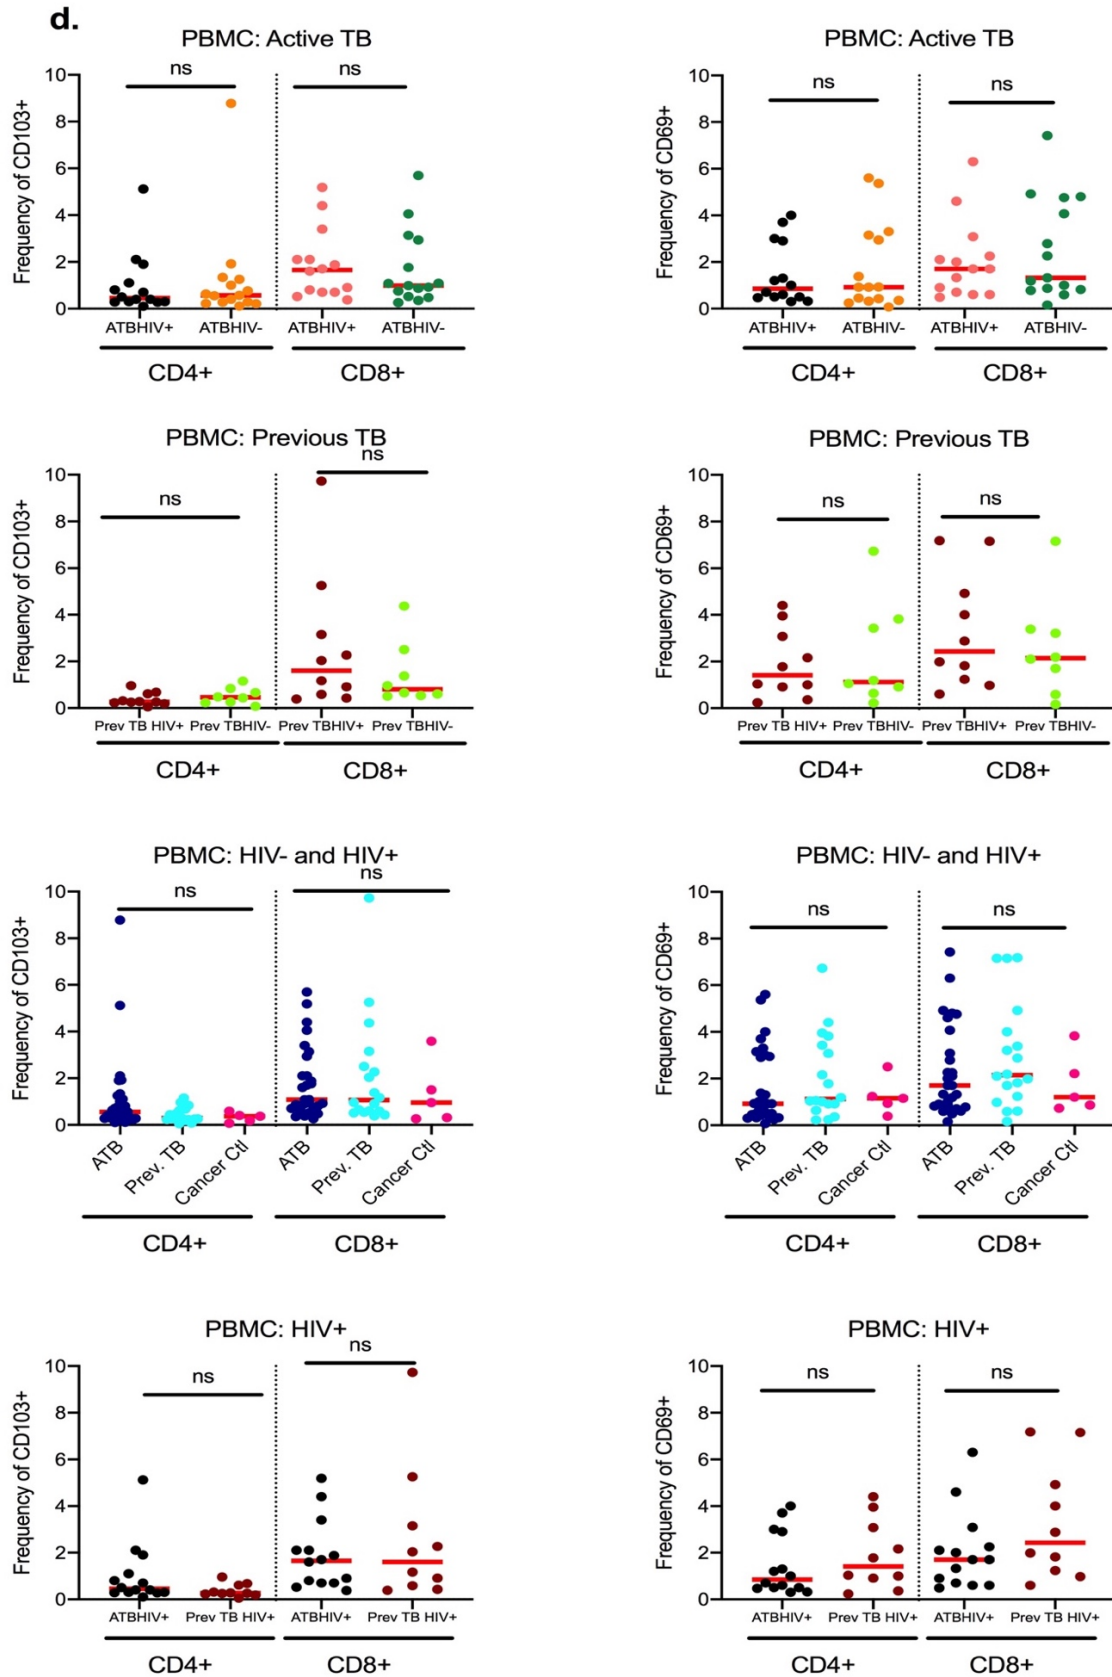 d.
PBMC: Active TB
Frequency of CD103+
10
8
6
4
2
0
ns
ns
ATBHIV+
ATBHIV-
ATBHIV+
ATBHIV-
CD4+
CD8+
PBMC: Active TB
Frequency of CD69+
10
8
6
4
2
0
ns
ns
ATBHIV+
ATBHIV-
ATBHIV+
ATBHIV-
CD4+
CD8+
PBMC: Previous TB
Frequency of CD103+
10
8
6
4
2
0
ns
ns
Prev TB HIV+
Prev TBHIV-
Prev TBHIV+
Prev TBHIV-
CD4+
CD8+
PBMC: Previous TB
Frequency of CD69+
10
8
6
4
2
0
ns
ns
Prev TB HIV+
Prev TBHIV-
Prev TBHIV+
Prev TBHIV-
CD4+
CD8+
PBMC: HIV- and HIV+
Frequency of CD103+
10
8
6
4
2
0
ns
ns
ATB
Prev. TB
Cancer Ctl
ATB
Prev. TB
Cancer Ctl
CD4+
CD8+
PBMC: HIV- and HIV+
Frequency of CD69+
10
8
6
4
2
0
ns
ns
ATB
Prev. TB
Cancer Ctl
ATB
Prev. TB
Cancer Ctl
CD4+
CD8+
PBMC: HIV+
Frequency of CD103+
10
8
6
4
2
0
ns
ns
ATBHIV+
Prev TB HIV+
ATBHIV+
Prev TB HIV+
CD4+
CD8+
PBMC: HIV+
Frequency of CD69+
10
8
6
4
2
0
ns
ns
ATBHIV+
Prev TB HIV+
ATBHIV+
Prev TB HIV+
CD4+
CD8+